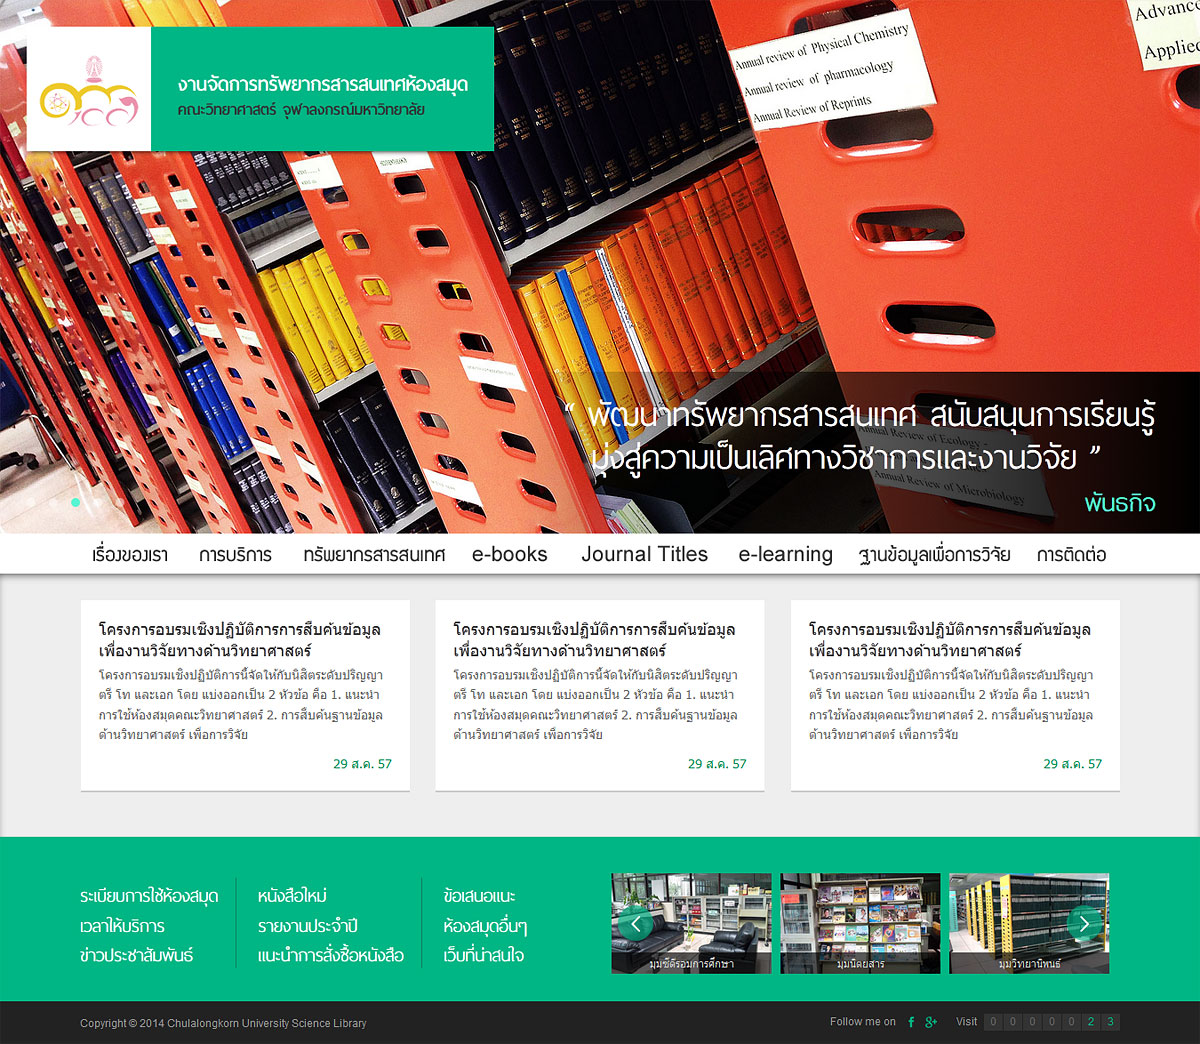 งานจัดการทรัพยากรสารสนเทศห้องสมุด
คณะวิทยาศาสตร์ จุฬาลงกรณ์มหาวิทยาลัย
Annual review of Physical Chemistry
Annual review of pharmacology
Annual Review of Reprints
Advance
Applie
“ พัฒนาทรัพยากรสารสนเทศ สนับสนุนการเรียนรู้
มุ่งสู่ความเป็นเลิศทางวิชาการและงานวิจัย ”
Annual Review of Ecology
Annual Review of Microbiology
พันธกิจ
เรื่องของเรา การบริการ ทรัพยากรสารสนเทศ e-books Journal Titles e-learning ฐานข้อมูลเพื่อการวิจัย การติดต่อ
โครงการอบรมเชิงปฏิบัติการการสืบค้นข้อมูล
เพื่องานวิจัยทางด้านวิทยาศาสตร์
โครงการอบรมเชิงปฏิบัติการนี้จัดให้กับนิสิตระดับปริญญา
ตรี โท และเอก โดย แบ่งออกเป็น 2 หัวข้อ คือ 1. แนะนำ
การใช้ห้องสมุดคณะวิทยาศาสตร์ 2. การสืบค้นฐานข้อมูล
ด้านวิทยาศาสตร์ เพื่อการวิจัย
29 ส.ค. 57
โครงการอบรมเชิงปฏิบัติการการสืบค้นข้อมูล
เพื่องานวิจัยทางด้านวิทยาศาสตร์
โครงการอบรมเชิงปฏิบัติการนี้จัดให้กับนิสิตระดับปริญญา
ตรี โท และเอก โดย แบ่งออกเป็น 2 หัวข้อ คือ 1. แนะนำ
การใช้ห้องสมุดคณะวิทยาศาสตร์ 2. การสืบค้นฐานข้อมูล
ด้านวิทยาศาสตร์ เพื่อการวิจัย
29 ส.ค. 57
โครงการอบรมเชิงปฏิบัติการการสืบค้นข้อมูล
เพื่องานวิจัยทางด้านวิทยาศาสตร์
โครงการอบรมเชิงปฏิบัติการนี้จัดให้กับนิสิตระดับปริญญา
ตรี โท และเอก โดย แบ่งออกเป็น 2 หัวข้อ คือ 1. แนะนำ
การใช้ห้องสมุดคณะวิทยาศาสตร์ 2. การสืบค้นฐานข้อมูล
ด้านวิทยาศาสตร์ เพื่อการวิจัย
29 ส.ค. 57
ระเบียบการใช้ห้องสมุด
เวลาให้บริการ
ข่าวประชาสัมพันธ์
หนังสือใหม่
รายงานประจำปี
แนะนำการสั่งซื้อหนังสือ
ข้อเสนอแนะ
ห้องสมุดอื่นๆ
เว็บที่น่าสนใจ
มุมซีดีรอมการศึกษา
มุมนิตยสาร
มุมวิทยานิพนธ์
Copyright © 2014 Chulalongkorn University Science Library
Follow me on f g+ Visit 0 0 0 0 0 2 3